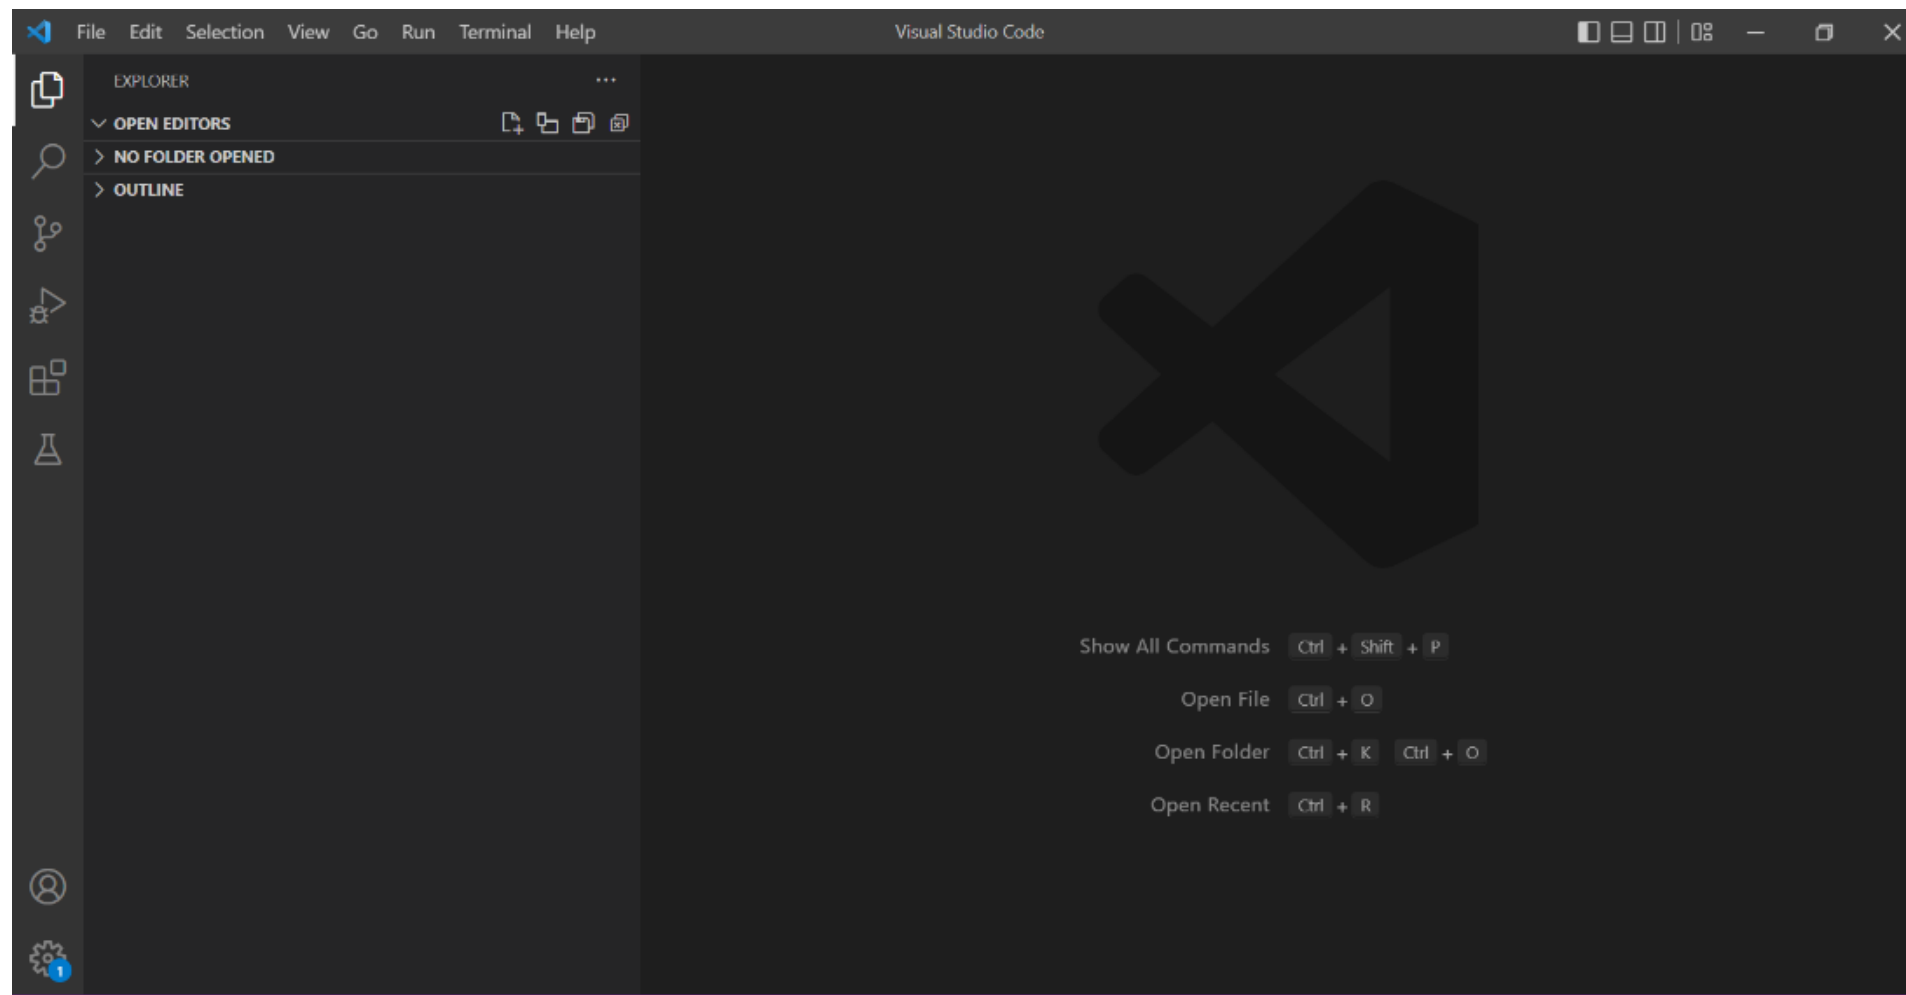 File Edit Selection View Go Run Terminal Help Visual Studio Code
EXPLORER
OPEN EDITORS
NO FOLDER OPENED
OUTLINE
Show All Commands Ctrl + Shift + P
Open File Ctrl + O
Open Folder Ctrl + K Ctrl + O
Open Recent Ctrl + R
1